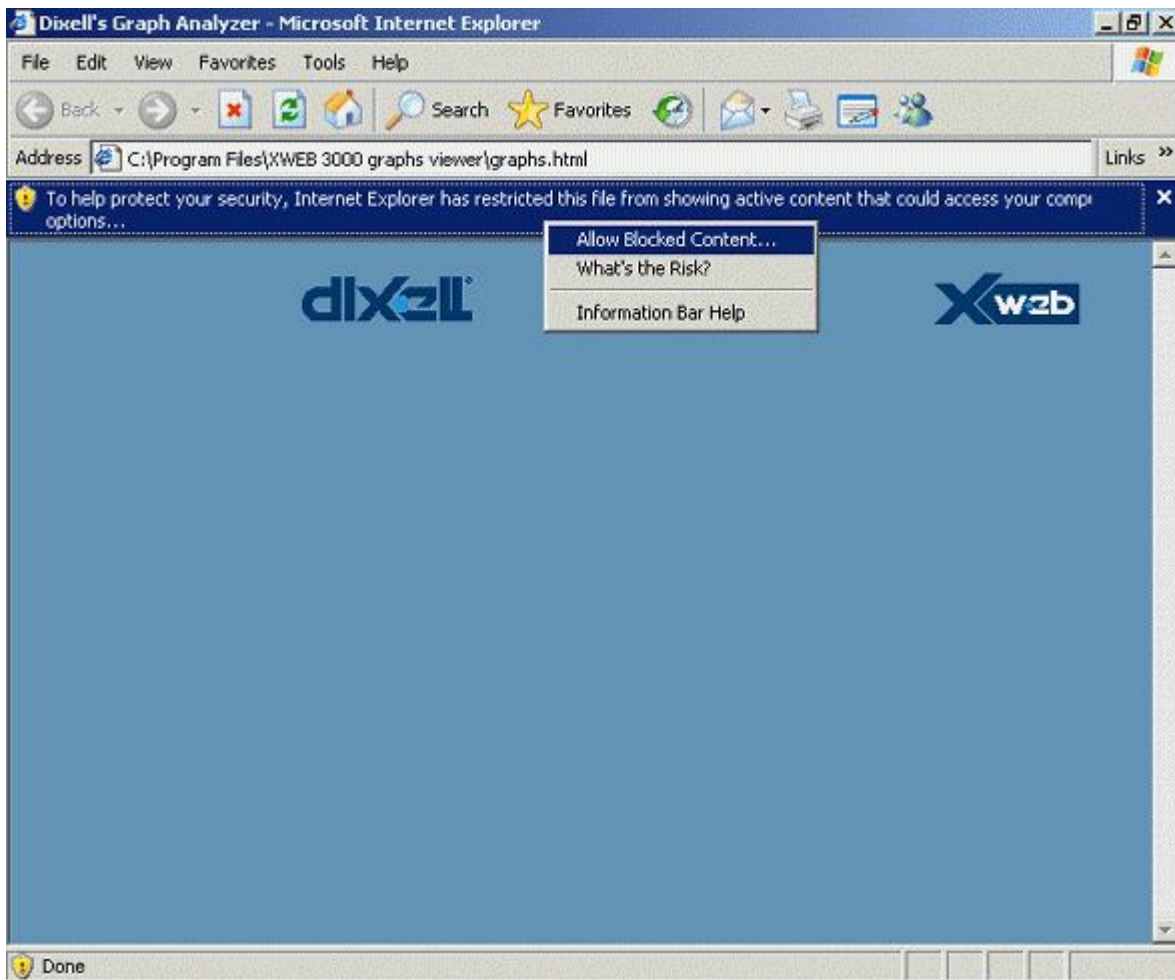 Dixell's Graph Analyzer - Microsoft Internet Explorer
File Edit View Favorites Tools Help
Back Search Favorites
Address C:\Program Files\XWEB 3000 graphs viewer\graphs.html Links »
To help protect your security, Internet Explorer has restricted this file from showing active content that could access your compu
options...
Allow Blocked Content...
What's the Risk?
Information Bar Help
dixell
Xweb
Done